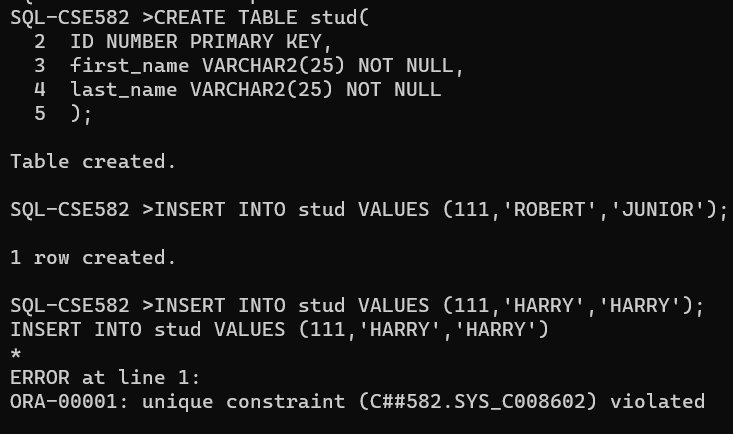 SQL-CSE582 >CREATE TABLE stud(
  2  ID NUMBER PRIMARY KEY,
  3  first_name VARCHAR2(25) NOT NULL,
  4  last_name VARCHAR2(25) NOT NULL
  5  );
Table created.
SQL-CSE582 >INSERT INTO stud VALUES (111,'ROBERT','JUNIOR');
1 row created.
SQL-CSE582 >INSERT INTO stud VALUES (111,'HARRY','HARRY');
INSERT INTO stud VALUES (111,'HARRY','HARRY')
*
ERROR at line 1:
ORA-00001: unique constraint (C##582.SYS_C008602) violated